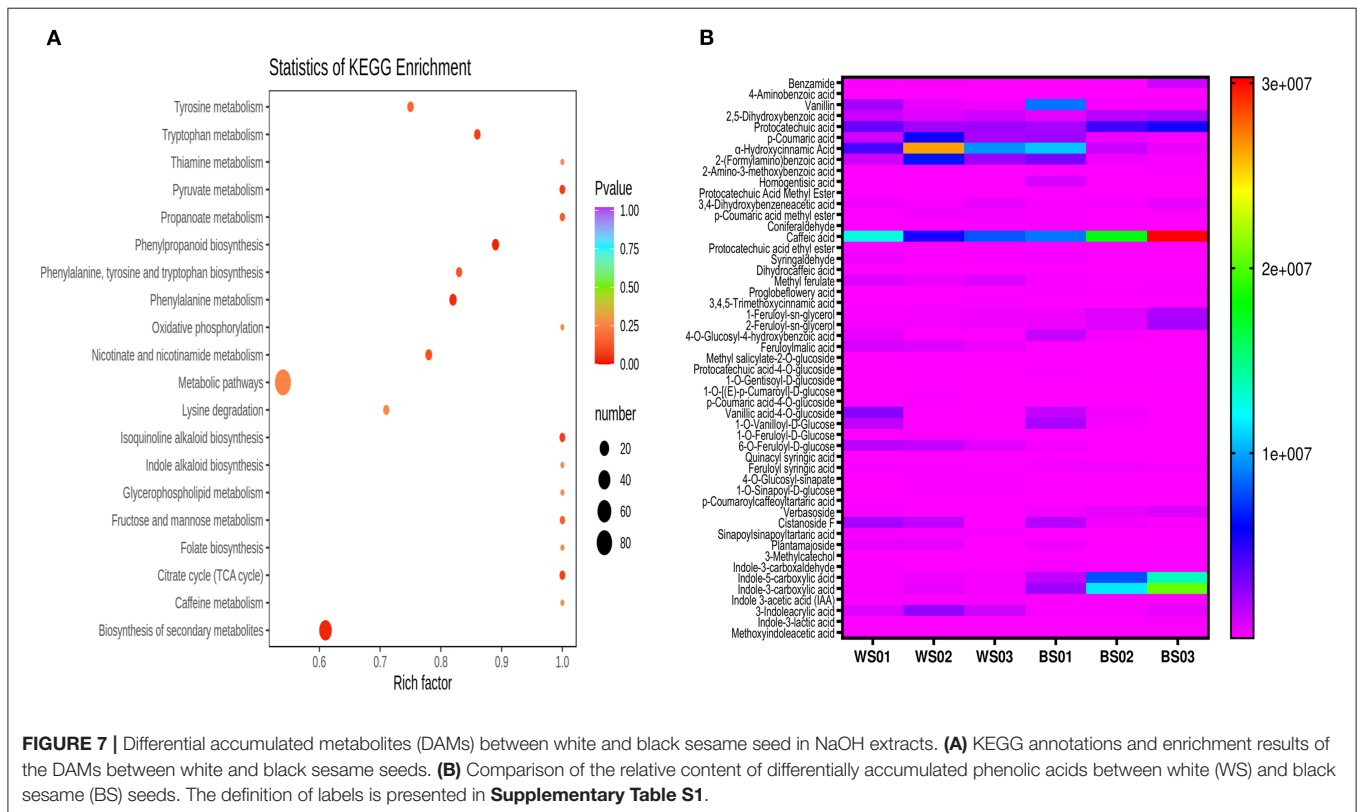 A
Statistics of KEGG Enrichment
Tyrosine metabolism
Tryptophan metabolism
Thiamine metabolism
Pyruvate metabolism
Propanoate metabolism
Phenylpropanoid biosynthesis
Phenylalanine, tyrosine and tryptophan biosynthesis
Phenylalanine metabolism
Oxidative phosphorylation
Nicotinate and nicotinamide metabolism
Metabolic pathways
Lysine degradation
Isoquinoline alkaloid biosynthesis
Indole alkaloid biosynthesis
Glycerophospholipid metabolism
Fructose and mannose metabolism
Folate biosynthesis
Citrate cycle (TCA cycle)
Caffeine metabolism
Biosynthesis of secondary metabolites
0.6 0.7 0.8 0.9 1.0
Rich factor
Pvalue
1.00
0.75
0.50
0.25
0.00
number
20
40
60
80
B
Benzamide
4-Aminobenzoic acid
Vanillin
2,5-Dihydroxybenzoic acid
Protocatechuic acid
p-Coumaric acid
α-Hydroxycinnamic Acid
2-(Formylamino)benzoic acid
2-Amino-3-methoxybenzoic acid
Homogentisic acid
Protocatechuic Acid Methyl Ester
3,4-Dihydroxybenzeneacetic acid
p-Coumaric acid methyl ester
Coniferaldehyde
Caffeic acid
Protocatechuic acid ethyl ester
Syringaldehyde
Dihydrocaffeic acid
Methyl ferulate
Proglobeflowery acid
3,4,5-Trimethoxycinnamic acid
1-Feruloyl-sn-glycerol
2-Feruloyl-sn-glycerol
4-O-Glucosyl-4-hydroxybenzoic acid
Feruloylmalic acid
Methyl salicylate-2-O-glucoside
Protocatechuic acid-4-O-glucoside
1-O-Gentisoyl-D-glucoside
1-O-[(E)-p-Cumaroyl]-D-glucose
p-Coumaric acid-4-O-glucoside
Vanillic acid-4-O-glucoside
1-O-Vanilloyl-D-Glucose
1-O-Feruloyl-D-Glucose
6-O-Feruloyl-D-glucose
Quinacyl syringic acid
Feruloyl syringic acid
4-O-Glucosyl-sinapate
1-O-Sinapoyl-D-glucose
p-Coumaroylcaffeoyltartaric acid
Verbasoside
Cistanoside F
Sinapoylsinapoyltartaric acid
Plantamajoside
3-Methylcatechol
Indole-3-carboxaldehyde
Indole-5-carboxylic acid
Indole-3-carboxylic acid
Indole 3-acetic acid (IAA)
3-Indoleacrylic acid
Indole-3-lactic acid
Methoxyindoleacetic acid
WS01 WS02 WS03 BS01 BS02 BS03
3e+007
2e+007
1e+007
FIGURE 7 | Differential accumulated metabolites (DAMs) between white and black sesame seed in NaOH extracts. (A) KEGG annotations and enrichment results of
the DAMs between white and black sesame seeds. (B) Comparison of the relative content of differentially accumulated phenolic acids between white (WS) and black
sesame (BS) seeds. The definition of labels is presented in Supplementary Table S1.